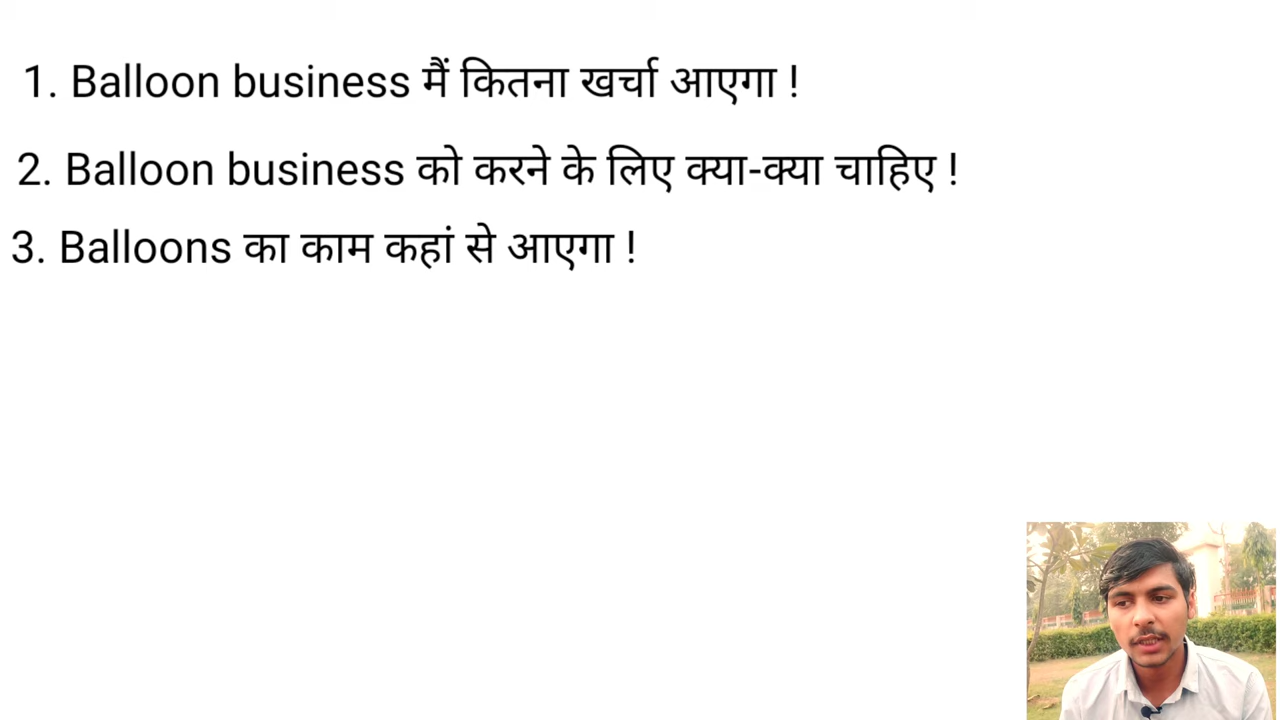 1. Balloon business मैं कितना खर्चा आएगा !
2. Balloon business को करने के लिए क्या-क्या चाहिए !
3. Balloons का काम कहां से आएगा !